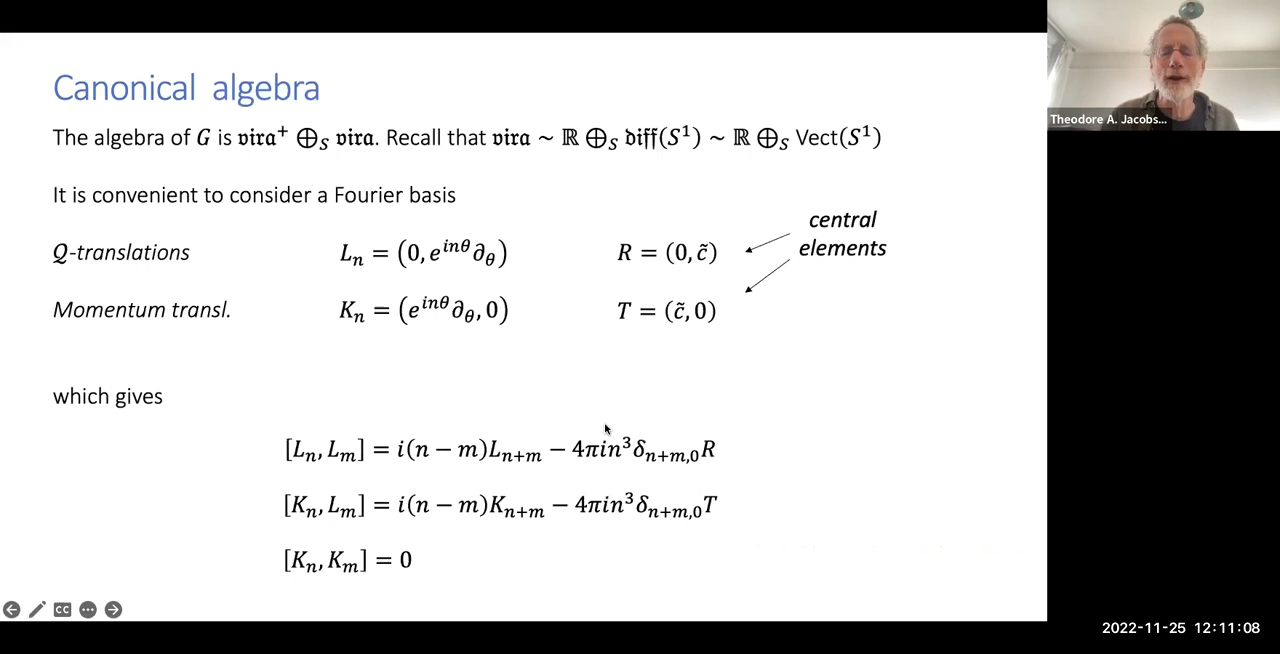 Canonical algebra
The algebra of G is 𝔳𝔦𝔯𝔞⁺ ⊕_S 𝔳𝔦𝔯𝔞. Recall that 𝔳𝔦𝔯𝔞 ~ ℝ ⊕_S 𝔡𝔦𝔣𝔣(S¹) ~ ℝ ⊕_S Vect(S¹)
It is convenient to consider a Fourier basis
central
elements
Q-translations L_n = (0, e^{inθ}∂_θ) R = (0, c̃)
Momentum transl. K_n = (e^{inθ}∂_θ, 0) T = (c̃, 0)
which gives
[L_n, L_m] = i(n − m)L_{n+m} − 4πin³δ_{n+m,0}R
[K_n, L_m] = i(n − m)K_{n+m} − 4πin³δ_{n+m,0}T
[K_n, K_m] = 0
Theodore A. Jacobs...
CC
2022-11-25 12:11:08